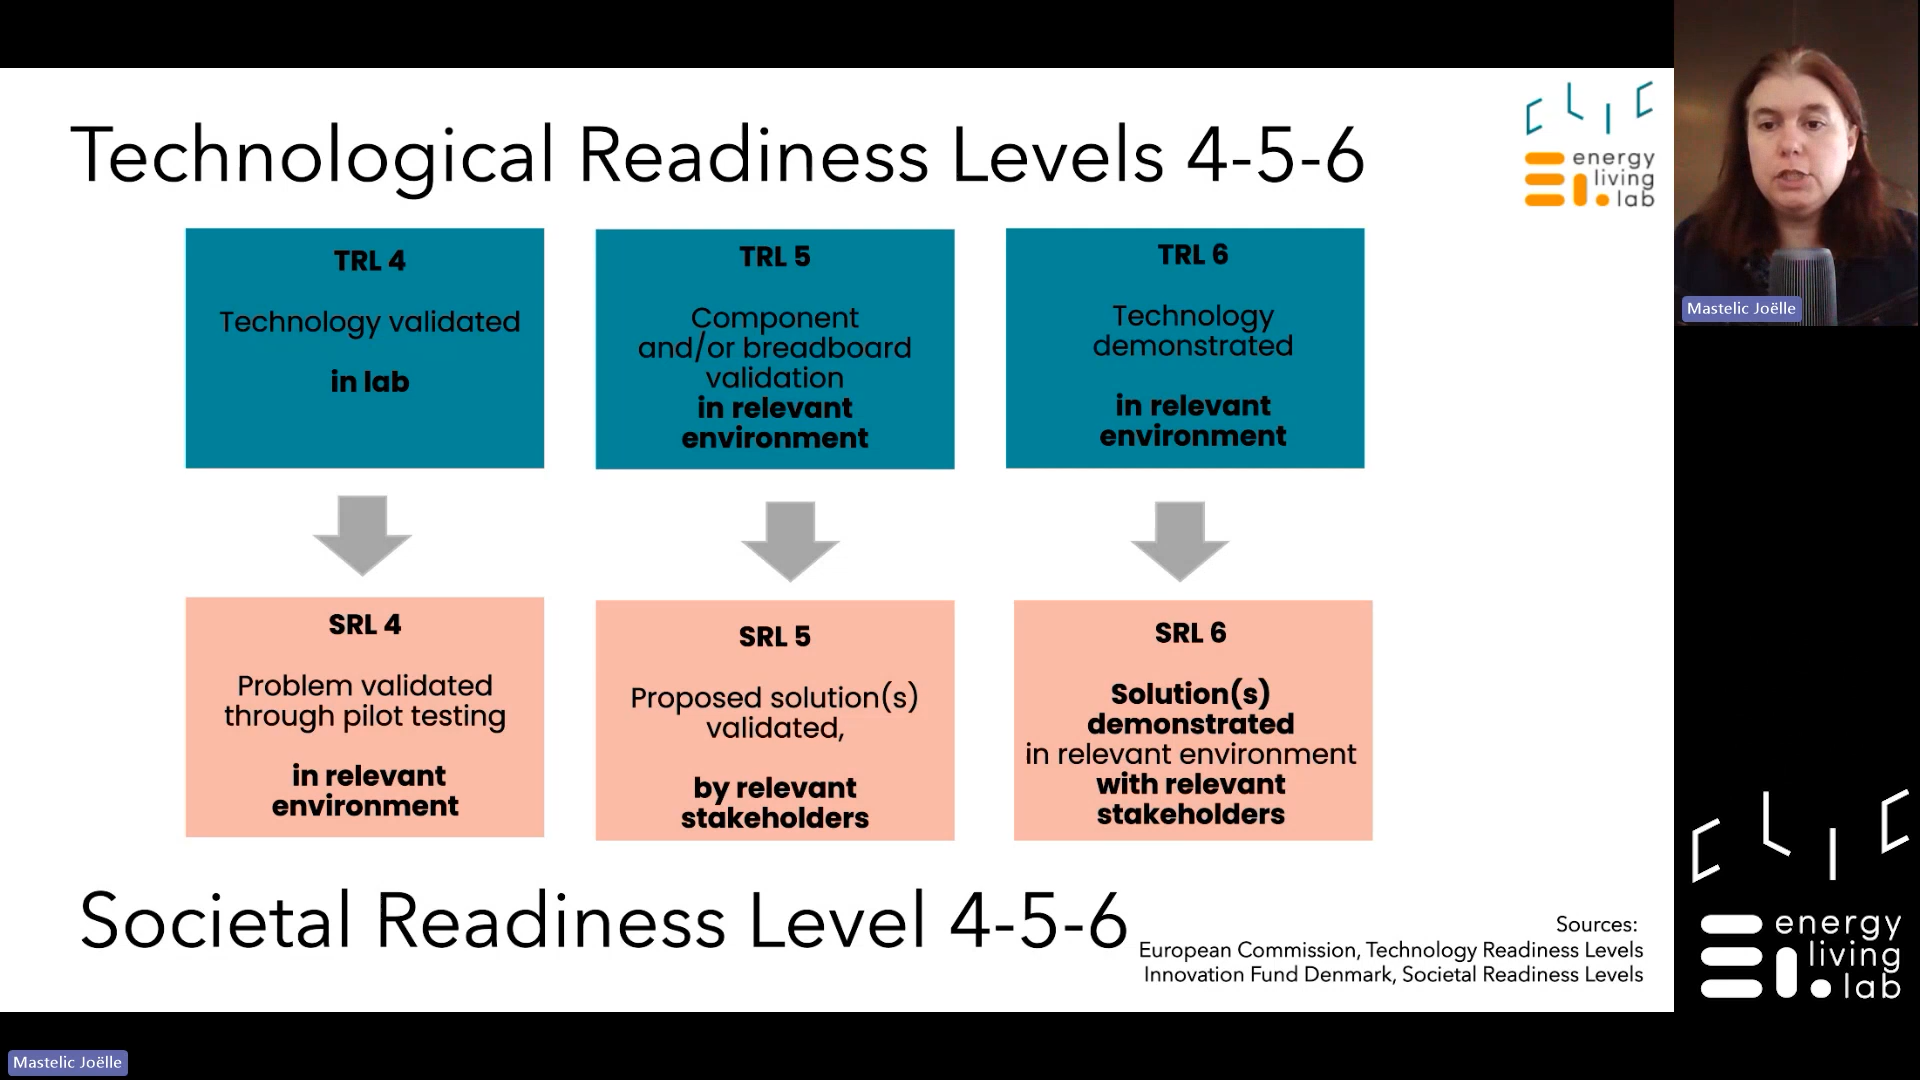 Technological Readiness Levels 4-5-6
CLIC
energy
living
lab
TRL 4
Technology validated
in lab
TRL 5
Component
and/or breadboard
validation
in relevant
environment
TRL 6
Technology
demonstrated
in relevant
environment
SRL 4
Problem validated
through pilot testing
in relevant
environment
SRL 5
Proposed solution(s)
validated,
by relevant
stakeholders
SRL 6
Solution(s)
demonstrated
in relevant environment
with relevant
stakeholders
Societal Readiness Level 4-5-6
Sources:
European Commission, Technology Readiness Levels
Innovation Fund Denmark, Societal Readiness Levels
Mastelic Joëlle
CLIC
energy
living
lab
Mastelic Joëlle